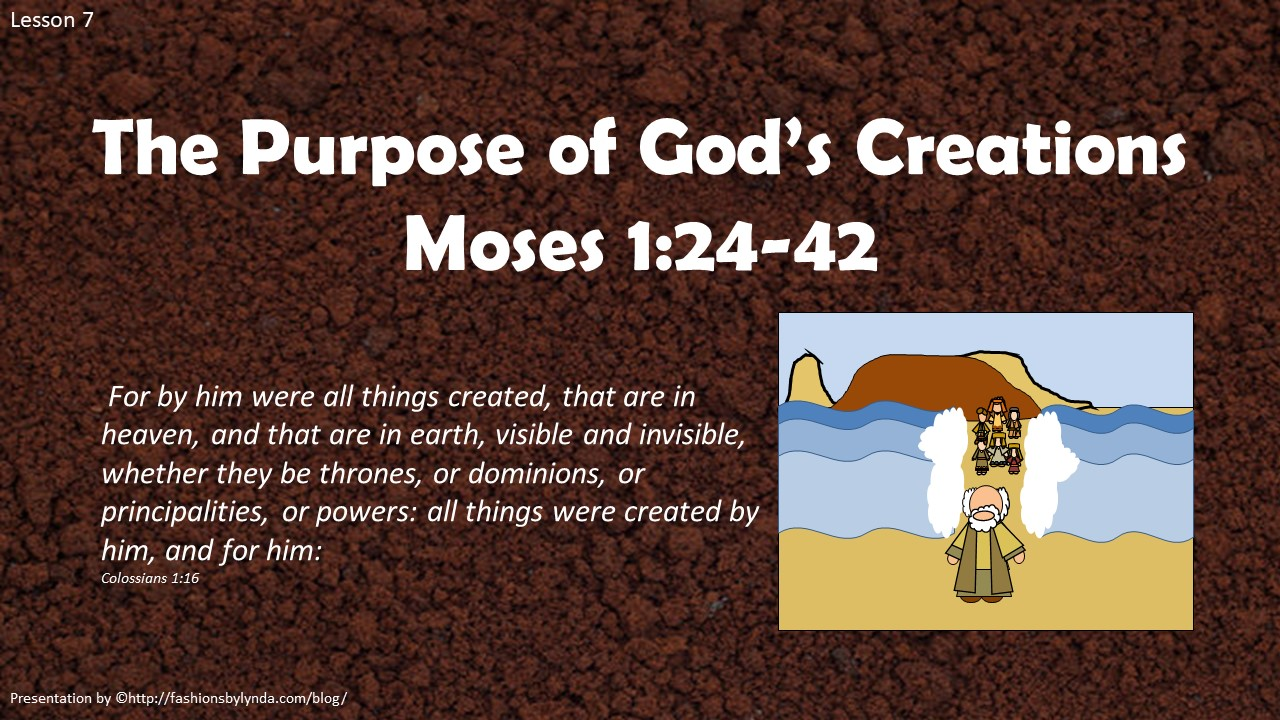 Lesson 7
The Purpose of God’s Creations
Moses 1:24-42
For by him were all things created, that are in
heaven, and that are in earth, visible and invisible,
whether they be thrones, or dominions, or
principalities, or powers: all things were created by
him, and for him:
Colossians 1:16
Presentation by ©http://fashionsbylynda.com/blog/